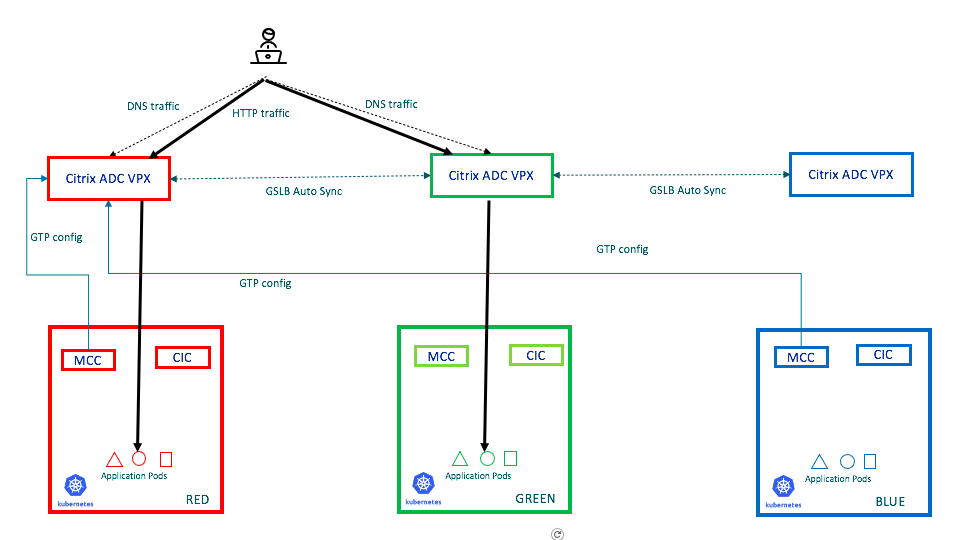 DNS traffic
DNS traffic
HTTP traffic
Citrix ADC VPX
Citrix ADC VPX
Citrix ADC VPX
GSLB Auto Sync
GSLB Auto Sync
GTP config
GTP config
GTP config
MCC
CIC
MCC
CIC
MCC
CIC
Application Pods
Application Pods
Application Pods
kubernetes
RED
kubernetes
GREEN
kubernetes
BLUE